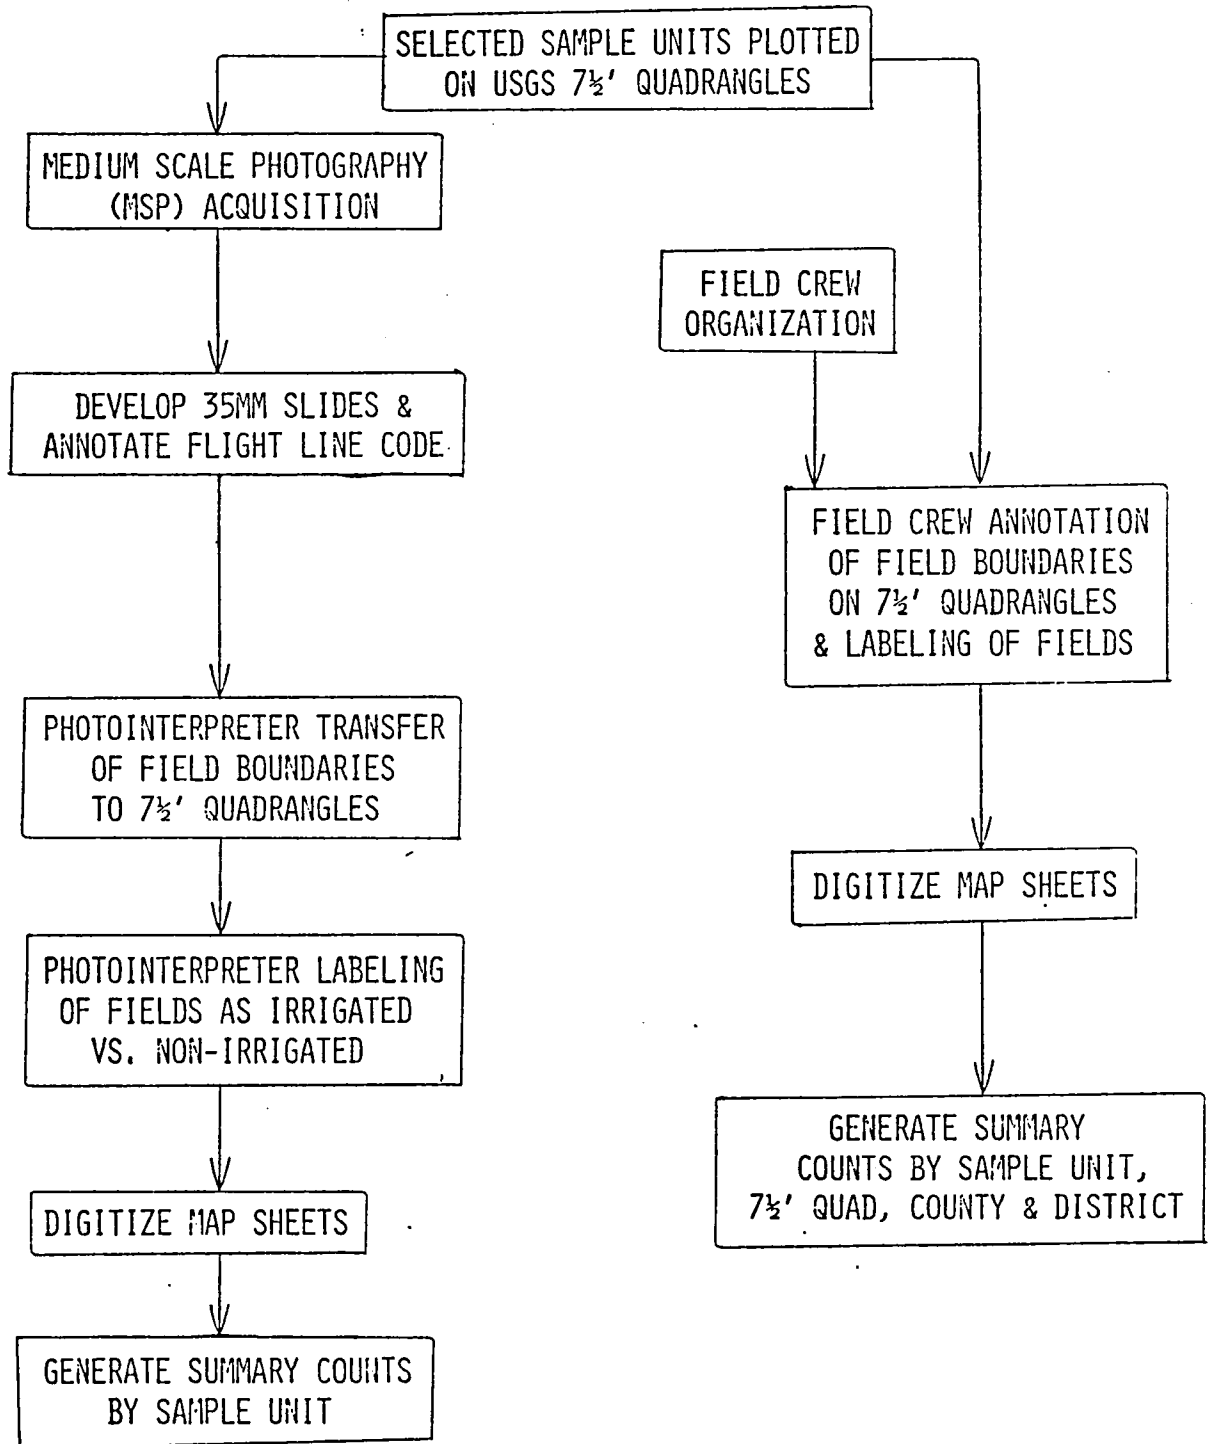 SELECTED SAMPLE UNITS PLOTTED
ON USGS 7½' QUADRANGLES
MEDIUM SCALE PHOTOGRAPHY
(MSP) ACQUISITION
FIELD CREW
ORGANIZATION
DEVELOP 35MM SLIDES &
ANNOTATE FLIGHT LINE CODE
FIELD CREW ANNOTATION
OF FIELD BOUNDARIES
ON 7½' QUADRANGLES
& LABELING OF FIELDS
PHOTOINTERPRETER TRANSFER
OF FIELD BOUNDARIES
TO 7½' QUADRANGLES
DIGITIZE MAP SHEETS
PHOTOINTERPRETER LABELING
OF FIELDS AS IRRIGATED
VS. NON-IRRIGATED
GENERATE SUMMARY
COUNTS BY SAMPLE UNIT,
7½' QUAD, COUNTY & DISTRICT
DIGITIZE MAP SHEETS
GENERATE SUMMARY COUNTS
BY SAMPLE UNIT